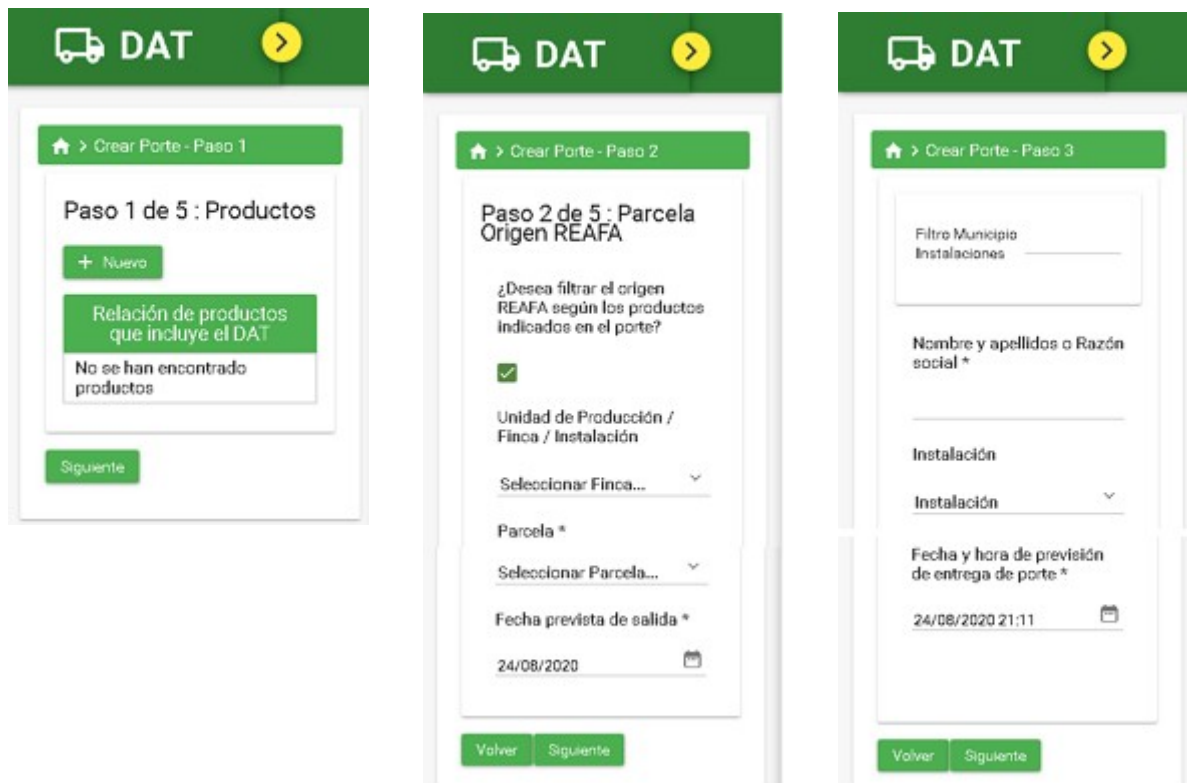 DAT
> Crear Porte - Paso 1
Paso 1 de 5 : Productos
+ Nuevo
Relación de productos
que incluye el DAT
No se han encontrado
productos
Siguiente
DAT
> Crear Porte - Paso 2
Paso 2 de 5 : Parcela
Origen REAFA
¿Desea filtrar el origen
REAFA según los productos
indicados en el porte?
Unidad de Producción /
Finca / Instalación
Seleccionar Finca...
Parcela *
Seleccionar Parcela...
Fecha prevista de salida *
24/08/2020
Volver
Siguiente
DAT
> Crear Porte - Paso 3
Filtro Municipio
Instalaciones
Nombre y apellidos o Razón
social *
Instalación
Instalación
Fecha y hora de previsión
de entrega de porte *
24/08/2020 21:11
Volver
Siguiente